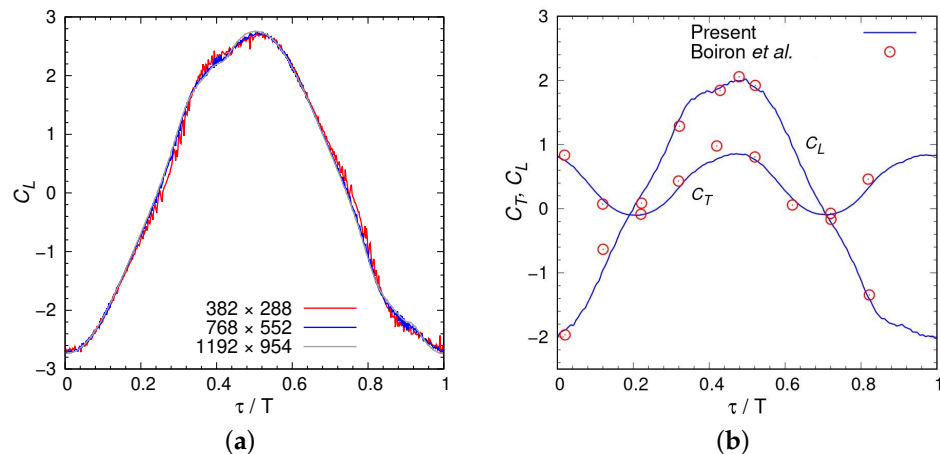 3
2
1
0
−1
−2
−3
C_L
382 × 288
768 × 552
1192 × 954
0
0.2
0.4
0.6
0.8
1
τ / T
(a)
3
2
1
0
−1
−2
C_T, C_L
Present
Boiron et al.
C_L
C_T
0
0.2
0.4
0.6
0.8
1
τ / T
(b)